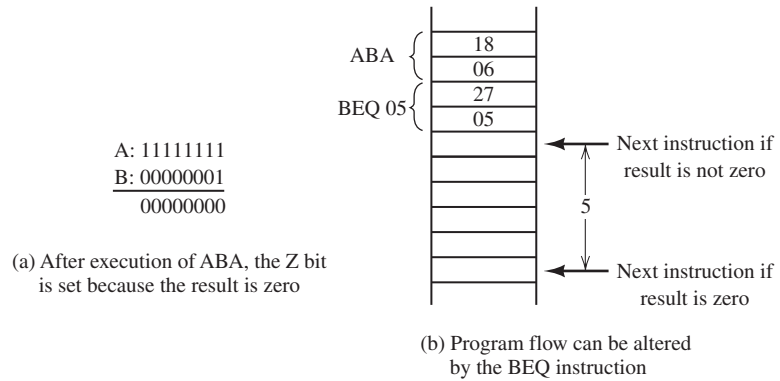 A: 11111111
B: 00000001
00000000
(a) After execution of ABA, the Z bit
is set because the result is zero
ABA
18
06
BEQ 05
27
05
Next instruction if
result is not zero
5
Next instruction if
result is zero
(b) Program flow can be altered
by the BEQ instruction